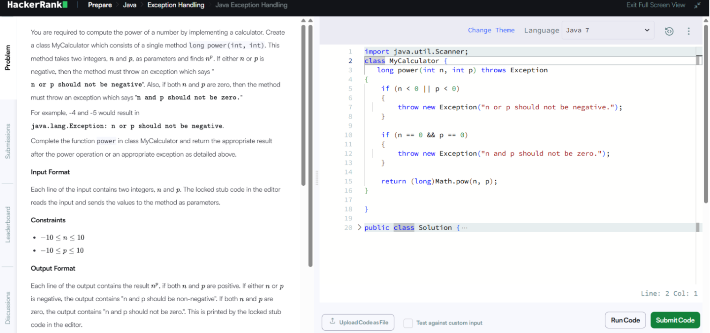 HackerRank
Prepare Java Exception Handling Java Exception Handling
Exit Full Screen View
Problem
Submissions
Leaderboard
Discussions
You are required to compute the power of a number by implementing a calculator. Create
a class MyCalculator which consists of a single method long power(int, int). This
method takes two integers, n and p, as parameters and finds nᵖ. If either n or p is
negative, then the method must throw an exception which says "
n or p should not be negative". Also, if both n and p are zero, then the method
must throw an exception which says "n and p should not be zero."
For example, -4 and -5 would result in
java.lang.Exception: n or p should not be negative.
Complete the function power in class MyCalculator and return the appropriate result
after the power operation or an appropriate exception as detailed above.
Input Format
Each line of the input contains two integers, n and p. The locked stub code in the editor
reads the input and sends the values to the method as parameters.
Constraints
• −10 ≤ n ≤ 10
• −10 ≤ p ≤ 10
Output Format
Each line of the output contains the result nᵖ, if both n and p are positive. If either n or p
is negative, the output contains "n and p should be non-negative". If both n and p are
zero, the output contains "n and p should not be zero.". This is printed by the locked stub
code in the editor.
Change Theme Language Java 7
1 import java.util.Scanner;
2 class MyCalculator {
3 long power(int n, int p) throws Exception
4 {
5 if (n < 0 || p < 0)
6 {
7 throw new Exception("n or p should not be negative.");
8 }
9
10 if (n == 0 && p == 0)
11 {
12 throw new Exception("n and p should not be zero.");
13 }
14
15 return (long)Math.pow(n, p);
16 }
17
18 }
19
20 > public class Solution {···
Line: 2 Col: 1
Upload Code as File
Test against custom input
Run Code
Submit Code